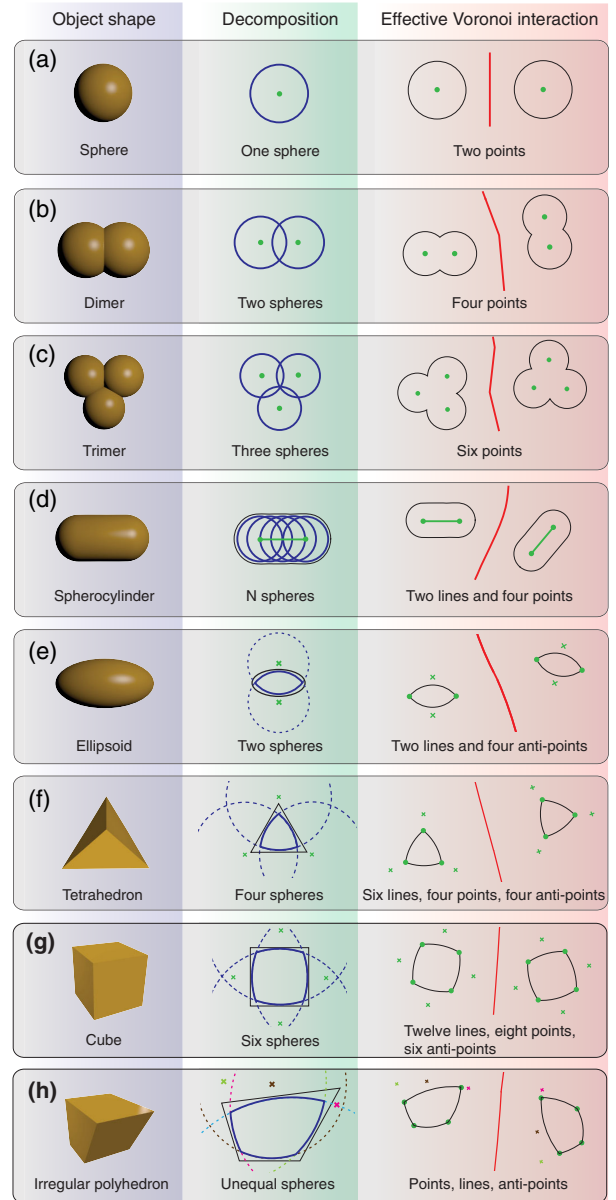 Object shape
Decomposition
Effective Voronoi interaction
(a)
Sphere
One sphere
Two points
(b)
Dimer
Two spheres
Four points
(c)
Trimer
Three spheres
Six points
(d)
Spherocylinder
N spheres
Two lines and four points
(e)
Ellipsoid
Two spheres
Two lines and four anti-points
(f)
Tetrahedron
Four spheres
Six lines, four points, four anti-points
(g)
Cube
Six spheres
Twelve lines, eight points,
six anti-points
(h)
Irregular polyhedron
Unequal spheres
Points, lines, anti-points